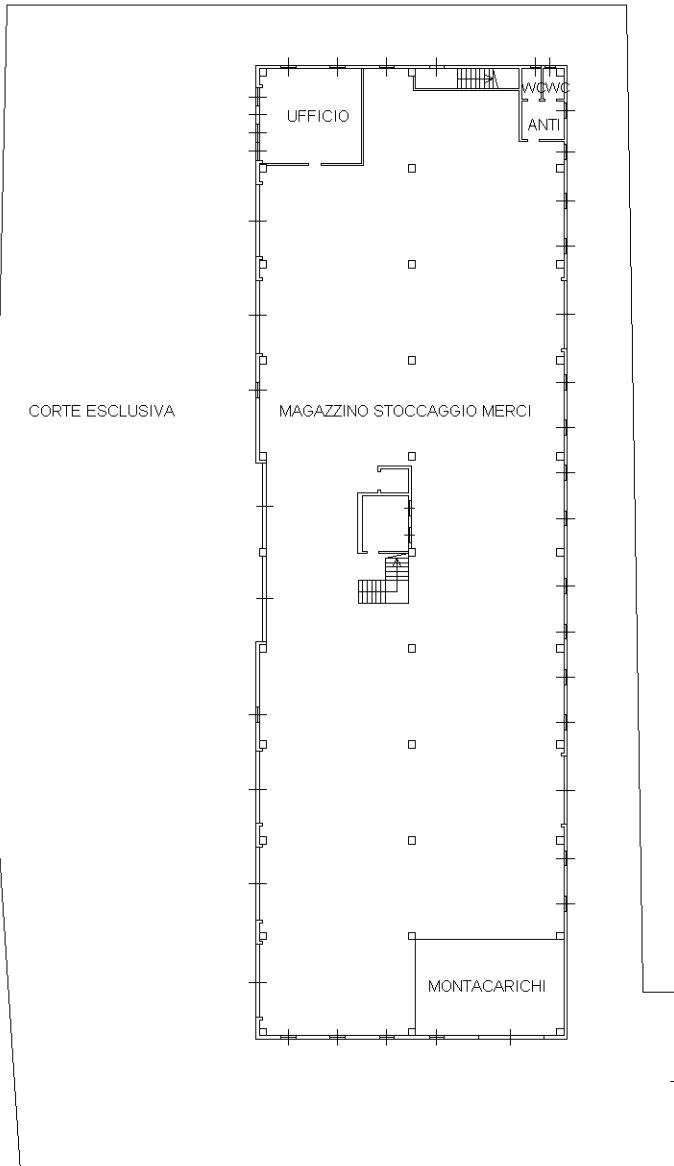 WC WC
UFFICIO
ANTI
CORTE ESCLUSIVA
MAGAZZINO STOCCAGGIO MERCI
MONTACARICHI